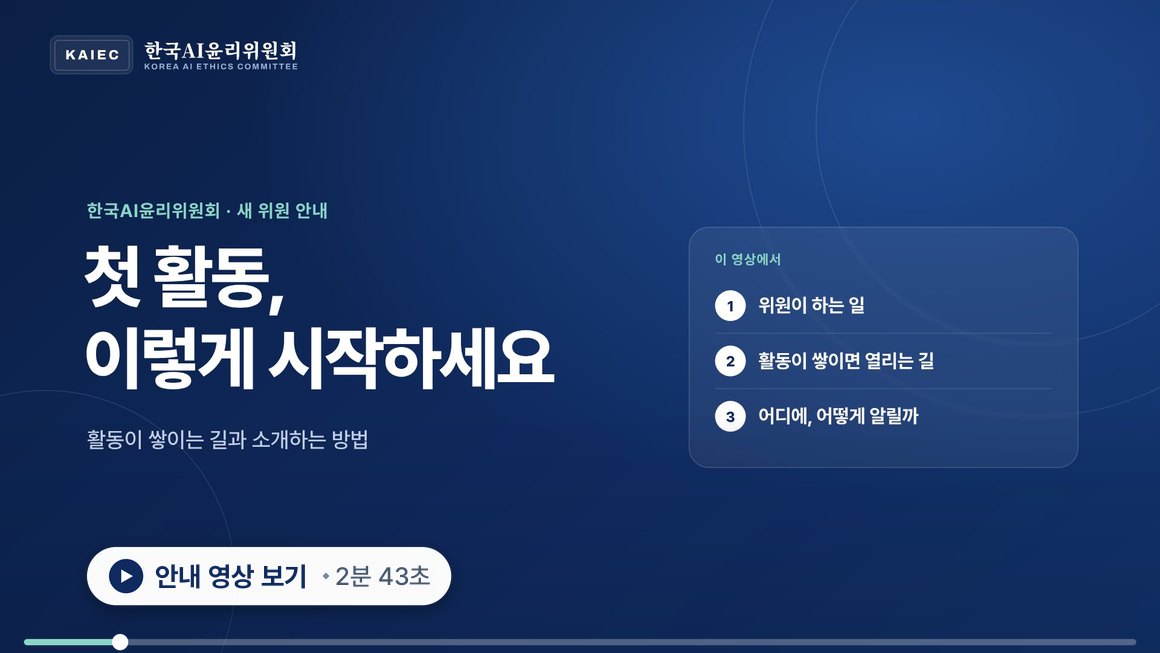 KAIEC
한국AI윤리위원회
KOREA AI ETHICS COMMITTEE
한국AI윤리위원회 · 새 위원 안내
첫 활동,
이렇게 시작하세요
활동이 쌓이는 길과 소개하는 방법
이 영상에서
1 위원이 하는 일
2 활동이 쌓이면 열리는 길
3 어디에, 어떻게 알릴까
안내 영상 보기 • 2분 43초